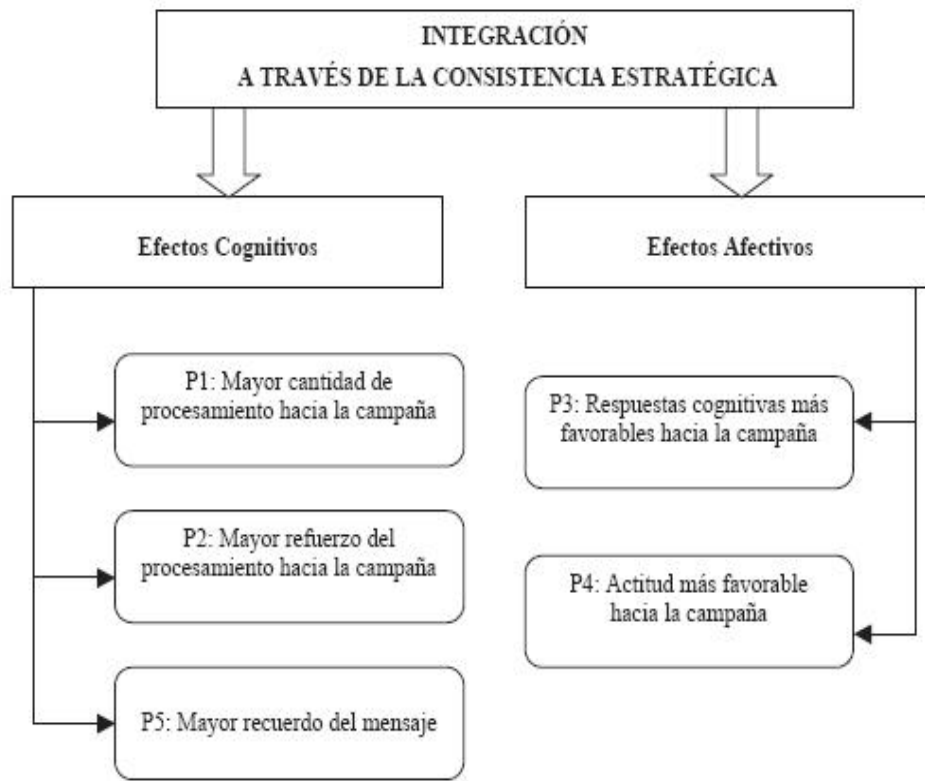 INTEGRACIÓN
A TRAVÉS DE LA CONSISTENCIA ESTRATÉGICA
Efectos Cognitivos
Efectos Afectivos
P1: Mayor cantidad de
procesamiento hacia la campaña
P2: Mayor refuerzo del
procesamiento hacia la campaña
P5: Mayor recuerdo del mensaje
P3: Respuestas cognitivas más
favorables hacia la campaña
P4: Actitud más favorable
hacia la campaña